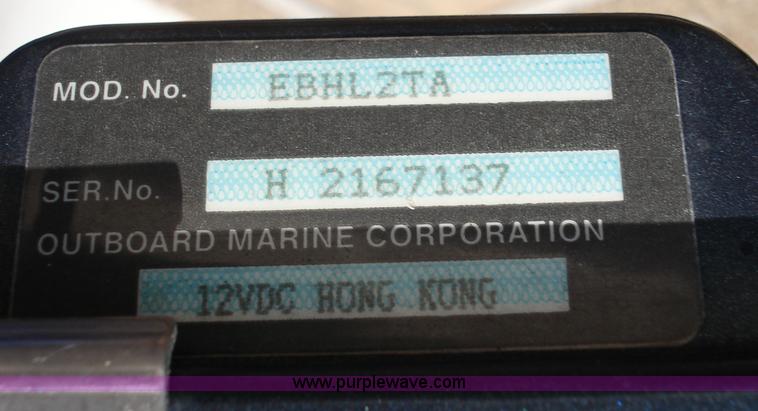 MOD. No. EBHL2TA
SER.No. H 2167137
OUTBOARD MARINE CORPORATION
12VDC HONG KONG
www.purplewave.com